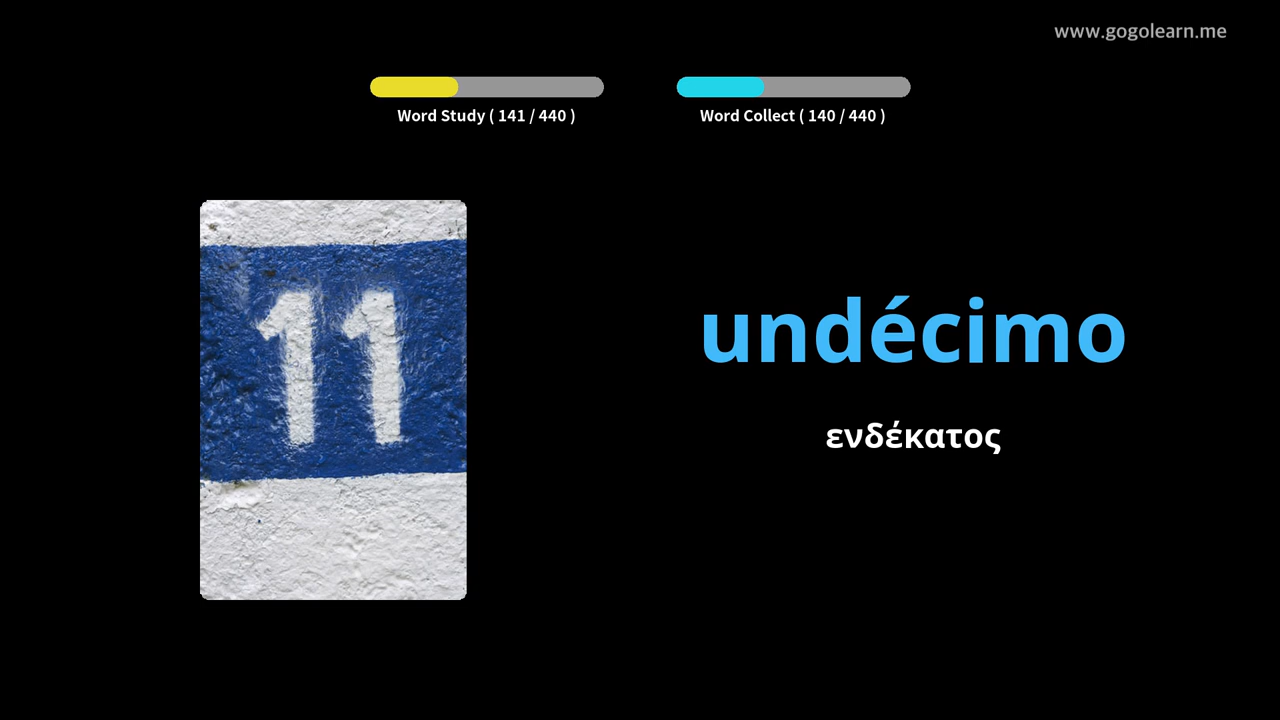 www.gogolearn.me
Word Study ( 141 / 440 )
Word Collect ( 140 / 440 )
11
undécimo
ενδέκατος